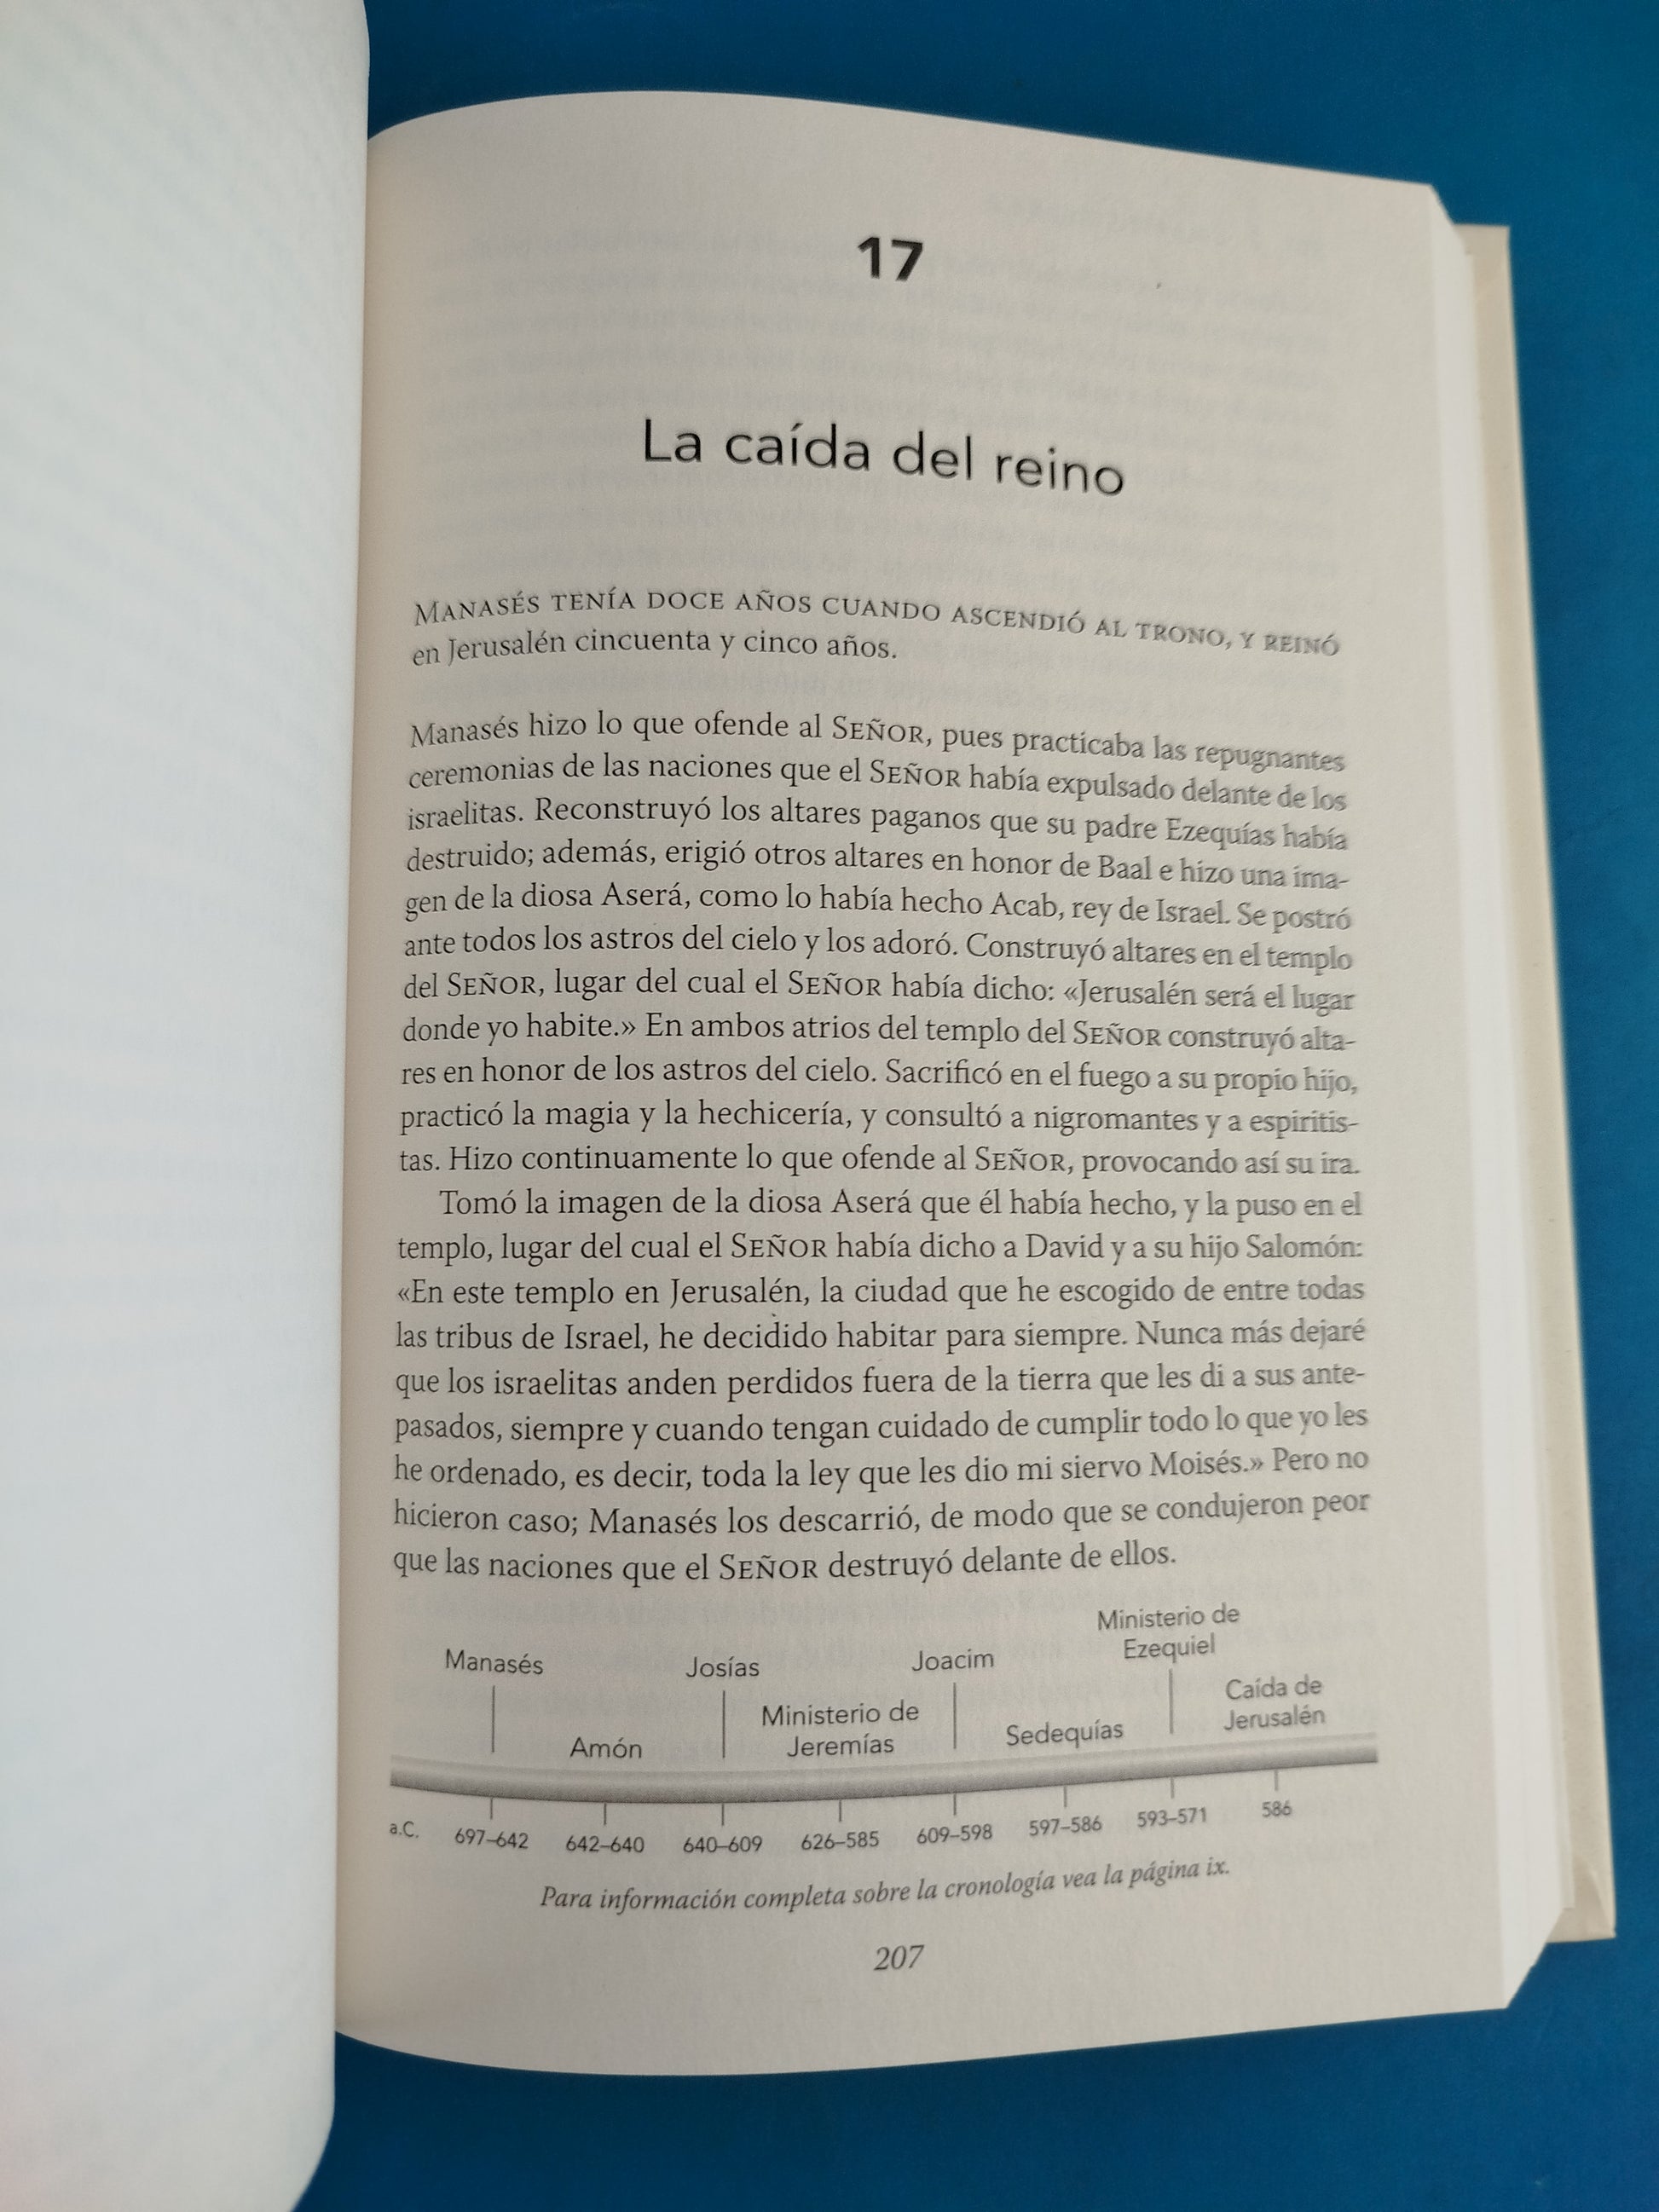 17
La caída del reino
MANASÉS TENÍA DOCE AÑOS CUANDO ASCENDIÓ AL TRONO, Y REINÓ
en Jerusalén cincuenta y cinco años.
Manasés hizo lo que ofende al SEÑOR, pues practicaba las repugnantes
ceremonias de las naciones que el SEÑOR había expulsado delante de los
israelitas. Reconstruyó los altares paganos que su padre Ezequías había
destruido; además, erigió otros altares en honor de Baal e hizo una ima-
gen de la diosa Aserá, como lo había hecho Acab, rey de Israel. Se postró
ante todos los astros del cielo y los adoró. Construyó altares en el templo
del SEÑOR, lugar del cual el SEÑOR había dicho: «Jerusalén será el lugar
donde yo habite.» En ambos atrios del templo del SEÑOR construyó alta-
res en honor de los astros del cielo. Sacrificó en el fuego a su propio hijo,
practicó la magia y la hechicería, y consultó a nigromantes y a espiritis-
tas. Hizo continuamente lo que ofende al SEÑOR, provocando así su ira.
Tomó la imagen de la diosa Aserá que él había hecho, y la puso en el
templo, lugar del cual el SEÑOR había dicho a David y a su hijo Salomón:
«En este templo en Jerusalén, la ciudad que he escogido de entre todas
las tribus de Israel, he decidido habitar para siempre. Nunca más dejaré
que los israelitas anden perdidos fuera de la tierra que les di a sus ante-
pasados, siempre y cuando tengan cuidado de cumplir todo lo que yo les
he ordenado, es decir, toda la ley que les dio mi siervo Moisés.» Pero no
hicieron caso; Manasés los descarrió, de modo que se condujeron peor
que las naciones que el SEÑOR destruyó delante de ellos.
Manasés
Amón
Josías
Ministerio de
Jeremías
Joacim
Sedequías
Ministerio de
Ezequiel
Caída de
Jerusalén
a.C. 697–642 642–640 640–609 626–585 609–598 597–586 593–571 586
Para información completa sobre la cronología vea la página ix.
207